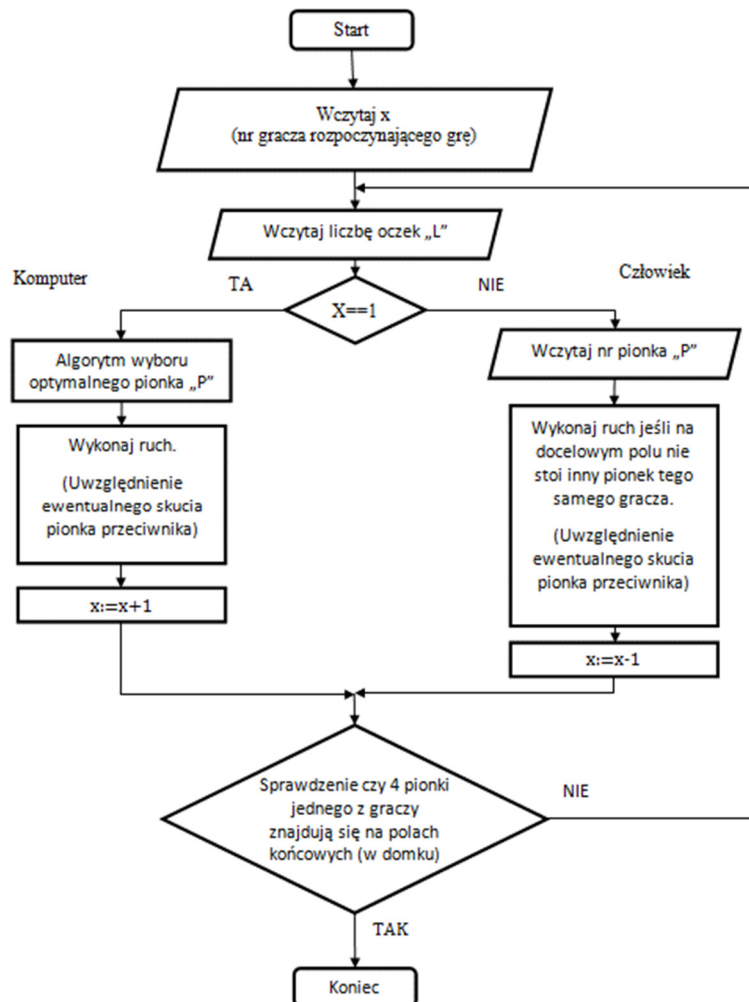 Start
Wczytaj x
(nr gracza rozpoczynającego grę)
Wczytaj liczbę oczek „L”
Komputer
TA
X==1
NIE
Człowiek
Algorytm wyboru
optymalnego pionka „P”
Wczytaj nr pionka „P”
Wykonaj ruch.
(Uwzględnienie
ewentualnego skucia
pionka przeciwnika)
x:=x+1
Wykonaj ruch jeśli na
docelowym polu nie
stoi inny pionek tego
samego gracza.
(Uwzględnienie
ewentualnego skucia
pionka przeciwnika)
x:=x-1
Sprawdzenie czy 4 pionki
jednego z graczy
znajdują się na polach
końcowych (w domku)
NIE
TAK
Koniec